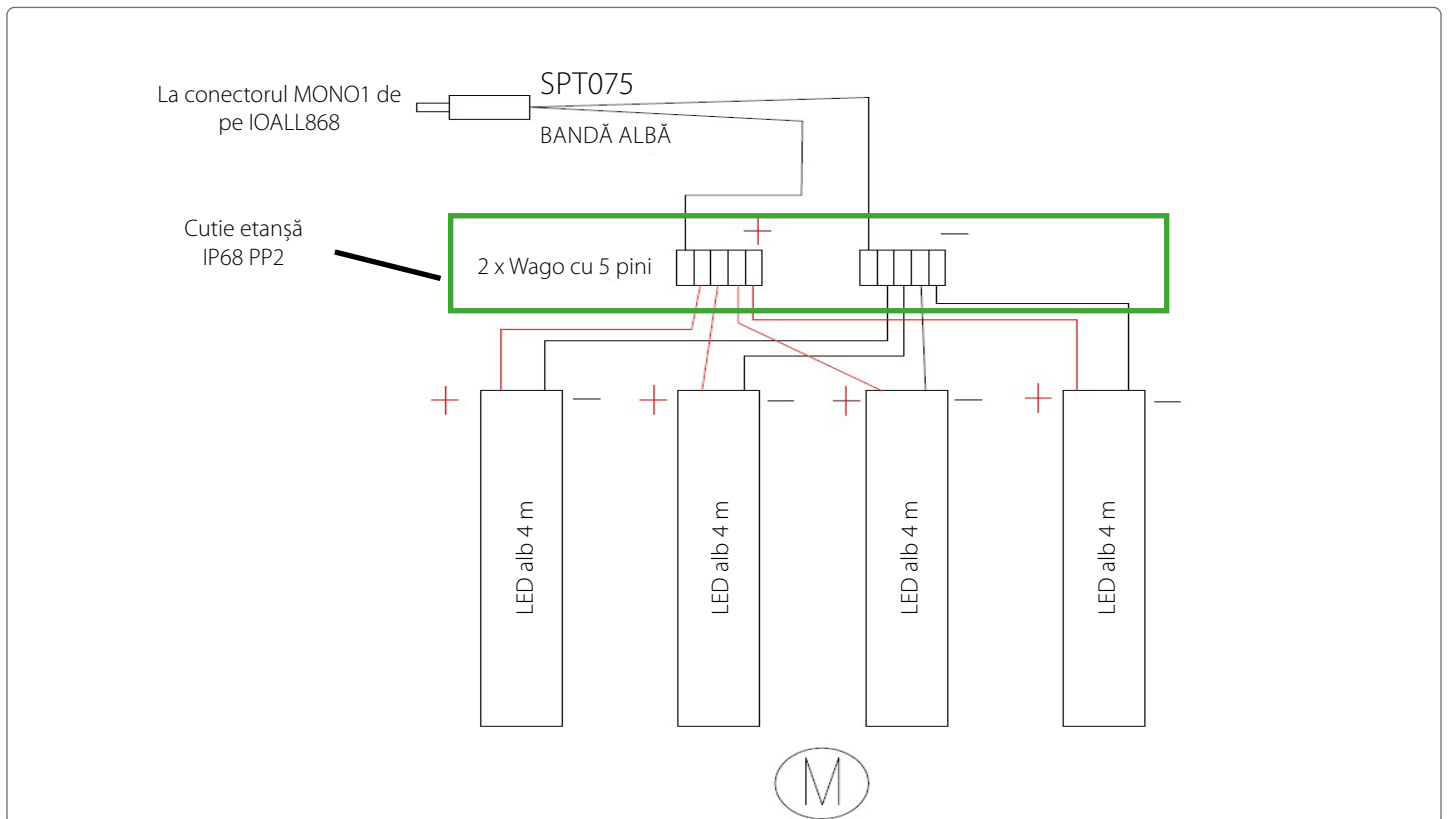 La conectorul MONO1 de
pe IOALL868
SPT075
BANDĂ ALBĂ
Cutie etanșă
IP68 PP2
+
—
2 x Wago cu 5 pini
+ — + — + — + —
LED alb 4 m
LED alb 4 m
LED alb 4 m
LED alb 4 m
M